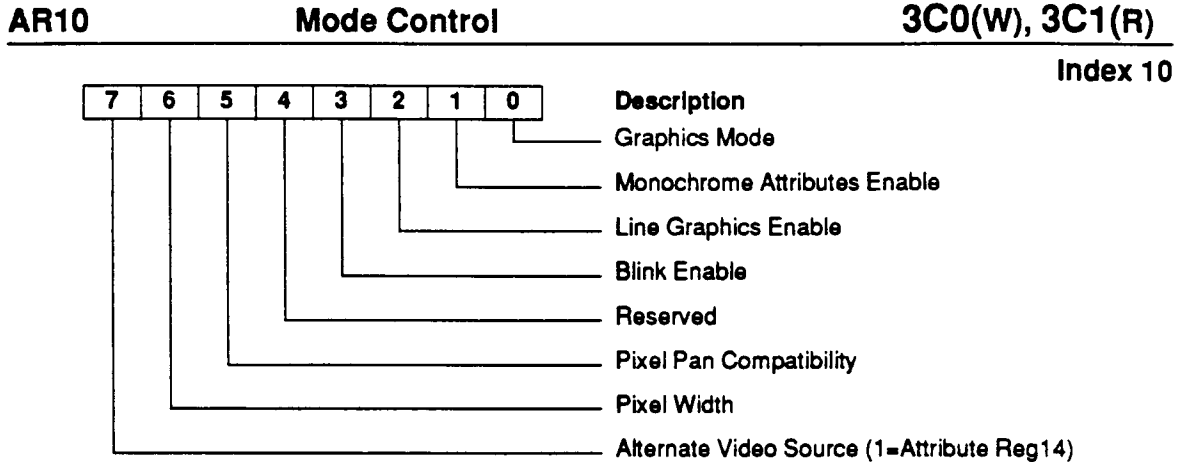 AR10 Mode Control 3C0(W), 3C1(R)
Index 10
7 6 5 4 3 2 1 0 Description
Graphics Mode
Monochrome Attributes Enable
Line Graphics Enable
Blink Enable
Reserved
Pixel Pan Compatibility
Pixel Width
Alternate Video Source (1=Attribute Reg14)